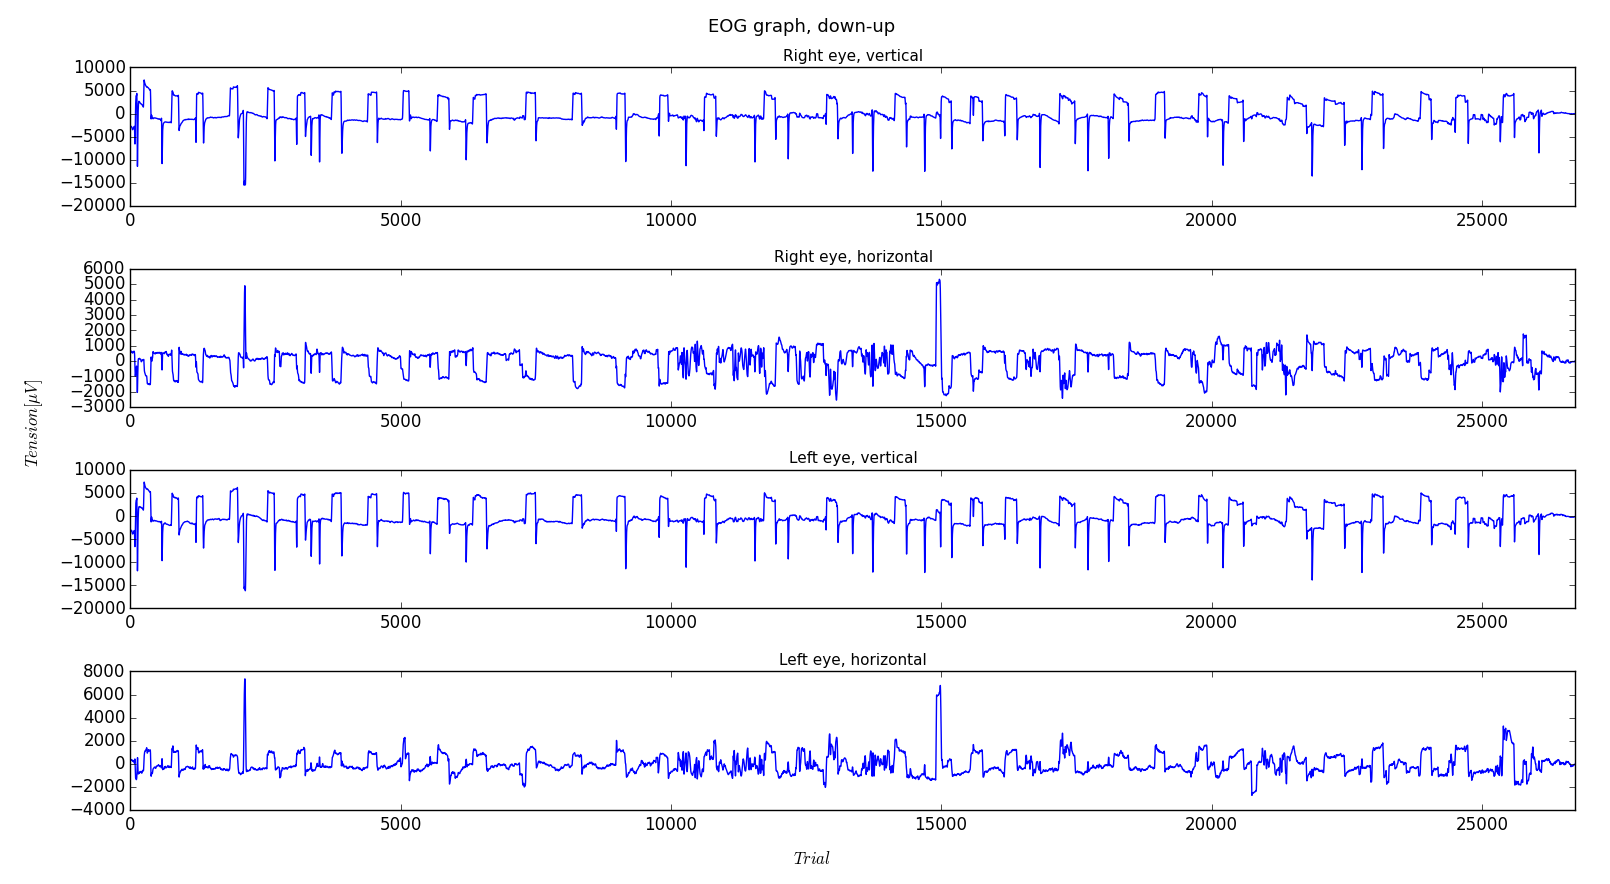 EOG graph, down-up
Right eye, vertical
10000
5000
0
−5000
−10000
−15000
−20000
0 5000 10000 15000 20000 25000
Right eye, horizontal
6000
5000
4000
3000
2000
1000
0
−1000
−2000
−3000
0 5000 10000 15000 20000 25000
Tension[μV]
Left eye, vertical
10000
5000
0
−5000
−10000
−15000
−20000
0 5000 10000 15000 20000 25000
Left eye, horizontal
8000
6000
4000
2000
0
−2000
−4000
0 5000 10000 15000 20000 25000
Trial